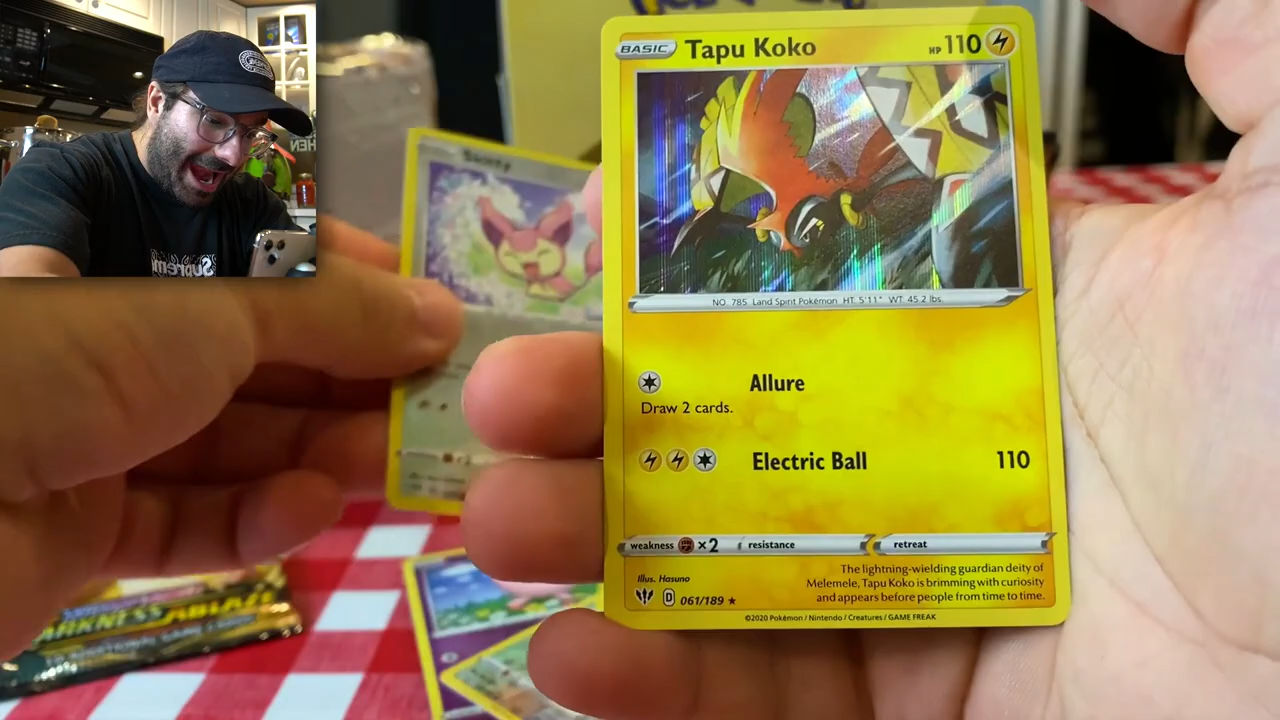 BASIC Tapu Koko HP 110
NO. 785 Land Spirit Pokémon HT: 5'11" WT: 45.2 lbs.
Allure
Draw 2 cards.
Electric Ball 110
weakness ×2 resistance retreat
Illus. Hasuno
D 061/189 ★
The lightning-wielding guardian deity of
Melemele, Tapu Koko is brimming with curiosity
and appears before people from time to time.
©2020 Pokémon / Nintendo / Creatures / GAME FREAK
Skitty
DARKNESS ABLAZE
Supreme